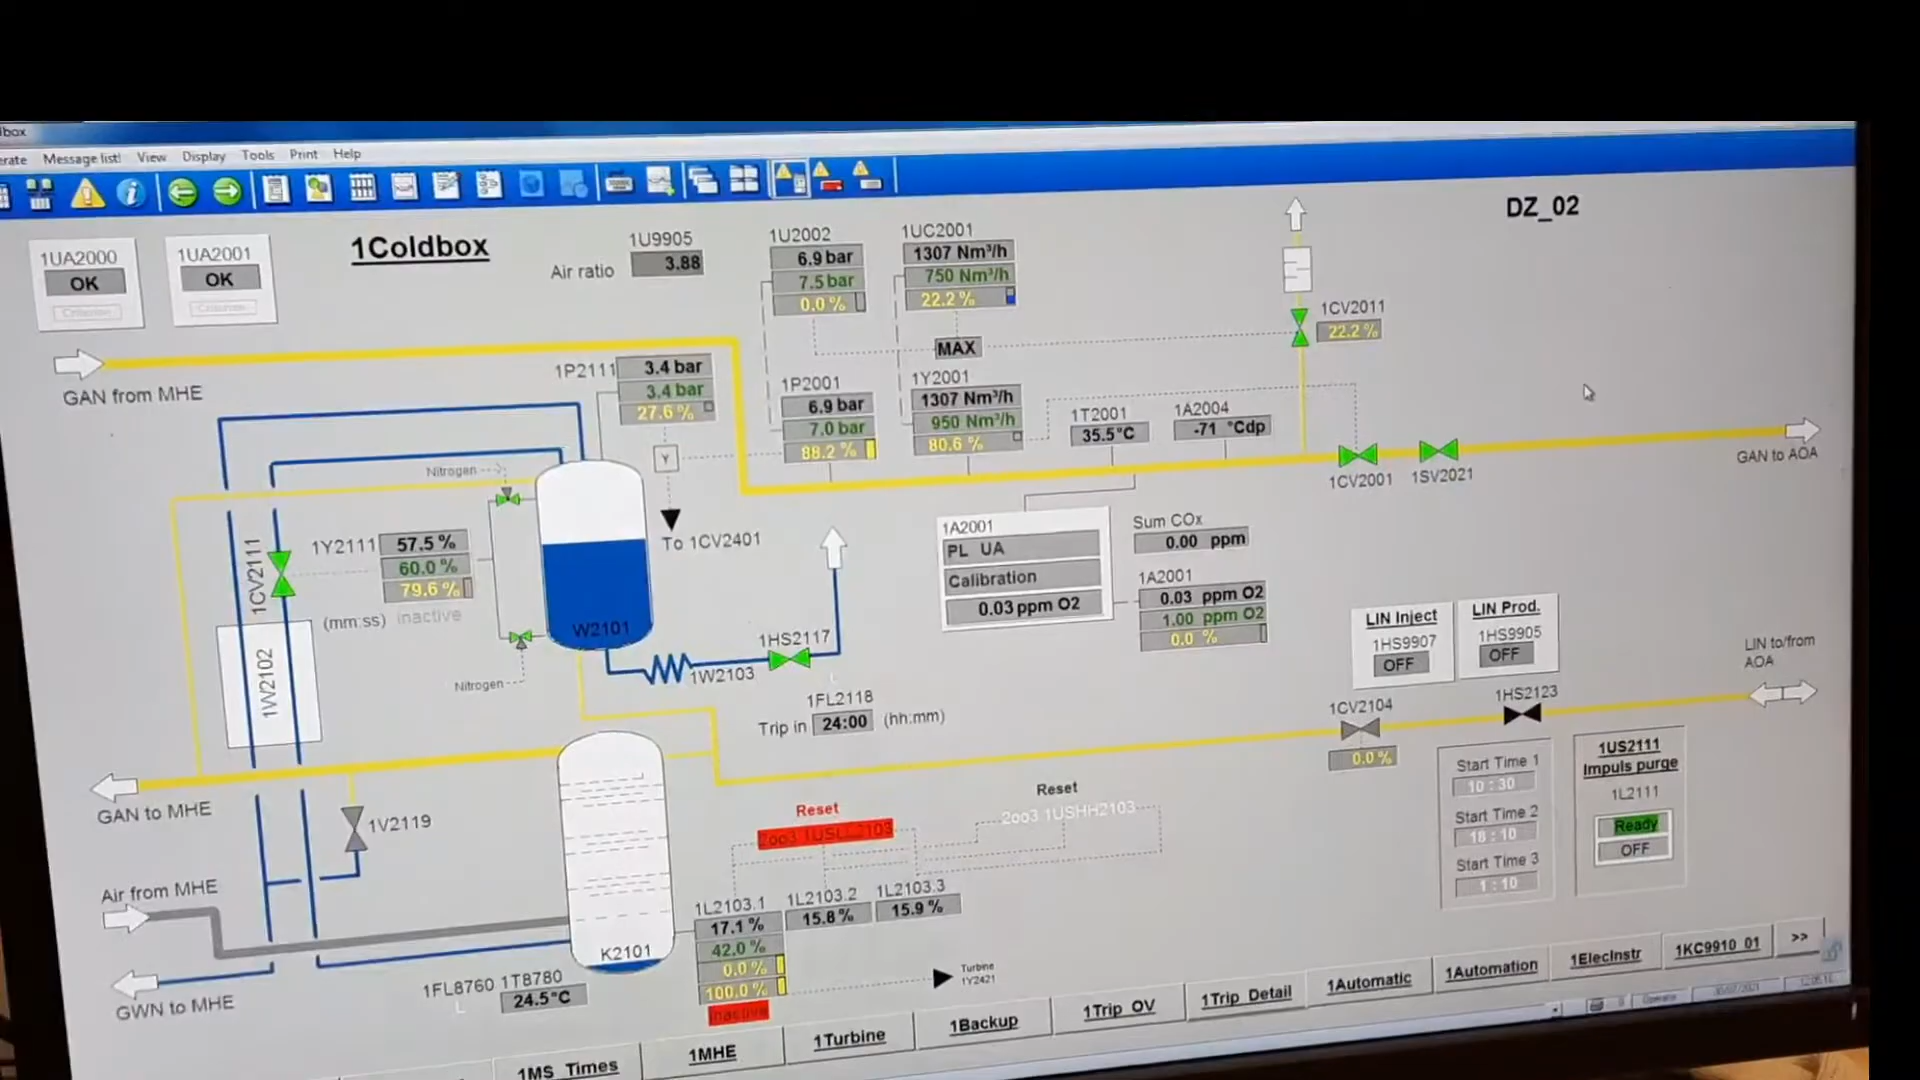 lbox
erate Message list! View Display Tools Print Help
DZ_02
1UA2000
OK
1UA2001
OK
1Coldbox
1U9905
Air ratio 3.88
1U2002
6.9 bar
7.5 bar
0.0 %
1UC2001
1307 Nm³/h
750 Nm³/h
22.2 %
1CV2011
22.2 %
MAX
GAN from MHE
1P2111
3.4 bar
3.4 bar
27.6 %
1P2001
6.9 bar
7.0 bar
88.2 %
1Y2001
1307 Nm³/h
950 Nm³/h
80.6 %
1T2001
35.5°C
1A2004
-71 °Cdp
GAN to AOA
1CV2001
1SV2021
Nitrogen
Y
To 1CV2401
1CV2111
1Y2111
57.5 %
60.0 %
79.6 %
(mm:ss) inactive
W2101
1A2001
PL UA
Calibration
0.03 ppm O2
Sum COx
0.00 ppm
1A2001
0.03 ppm O2
1.00 ppm O2
0.0 %
1W2102
Nitrogen
1W2103
1HS2117
1FL2118
Trip in 24:00 (hh:mm)
LIN Inject
1HS9907
OFF
LIN Prod.
1HS9905
OFF
LIN to/from
AOA
1CV2104
0.0 %
1HS2123
GAN to MHE
1V2119
Reset
2oo3 1USLL2103
Reset
2oo3 1USHH2103
Start Time 1
10 : 30
Start Time 2
18 : 10
Start Time 3
1 : 10
1US2111
Impuls purge
1L2111
Ready
OFF
Air from MHE
K2101
1L2103.1
17.1 %
42.0 %
0.0 %
100.0 %
Inactive
1L2103.2
15.8 %
1L2103.3
15.9 %
Turbine
1Y2421
GWN to MHE
1FL8760 1T8780
L 24.5°C
1MS Times
1MHE
1Turbine
1Backup
1Trip OV
1Trip Detail
1Automatic
1Automation
1ElecInstr
1KC9910_01
>>